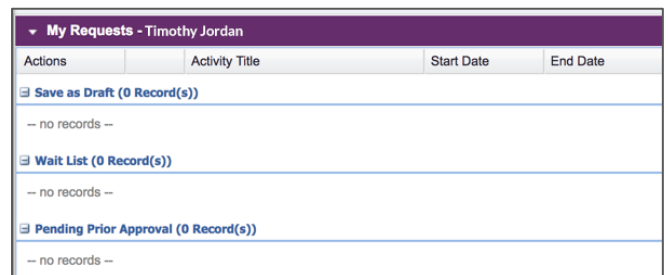 My Requests - Timothy Jordan
Actions Activity Title Start Date End Date
Save as Draft (0 Record(s))
-- no records --
Wait List (0 Record(s))
-- no records --
Pending Prior Approval (0 Record(s))
-- no records --